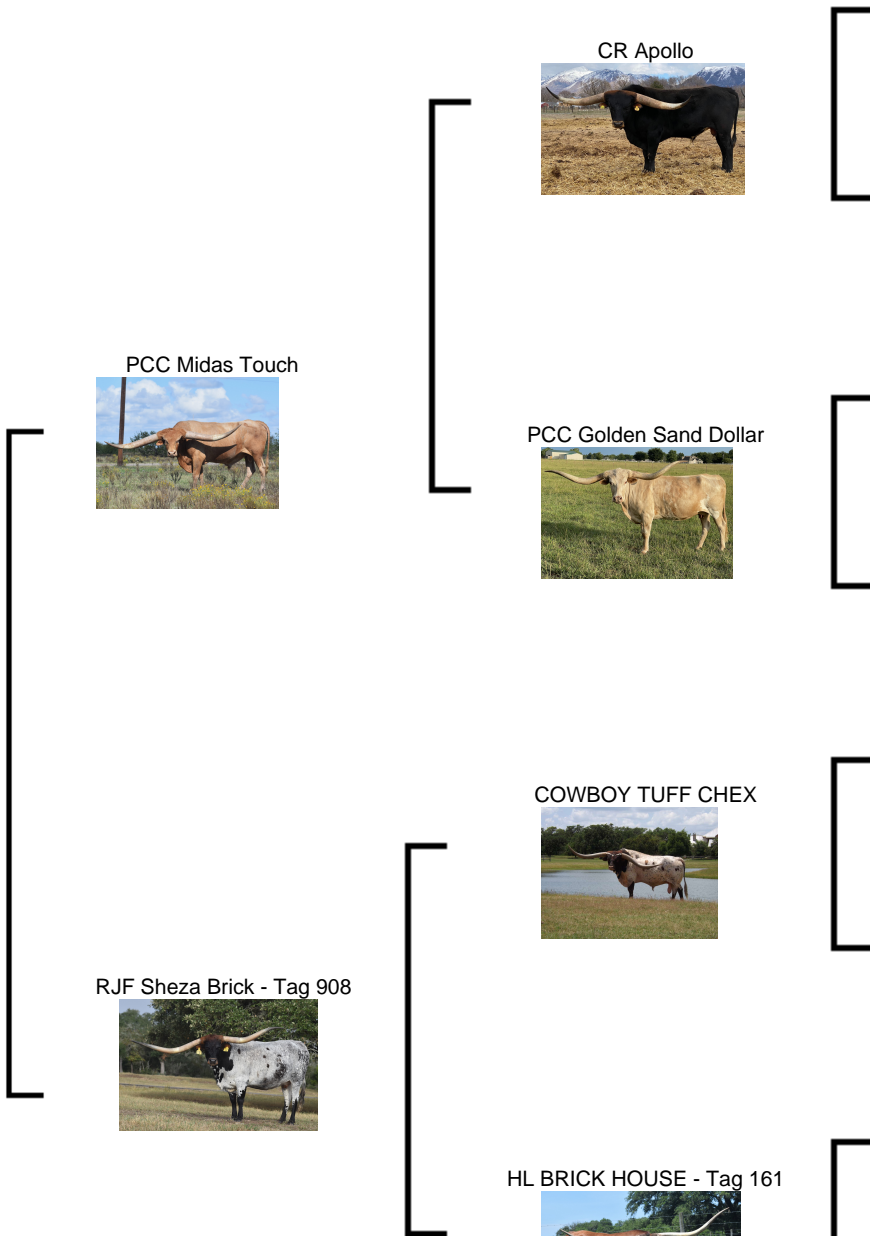 CR Apollo
PCC Midas Touch
PCC Golden Sand Dollar
COWBOY TUFF CHEX
RJF Sheza Brick - Tag 908
HL BRICK HOUSE - Tag 161